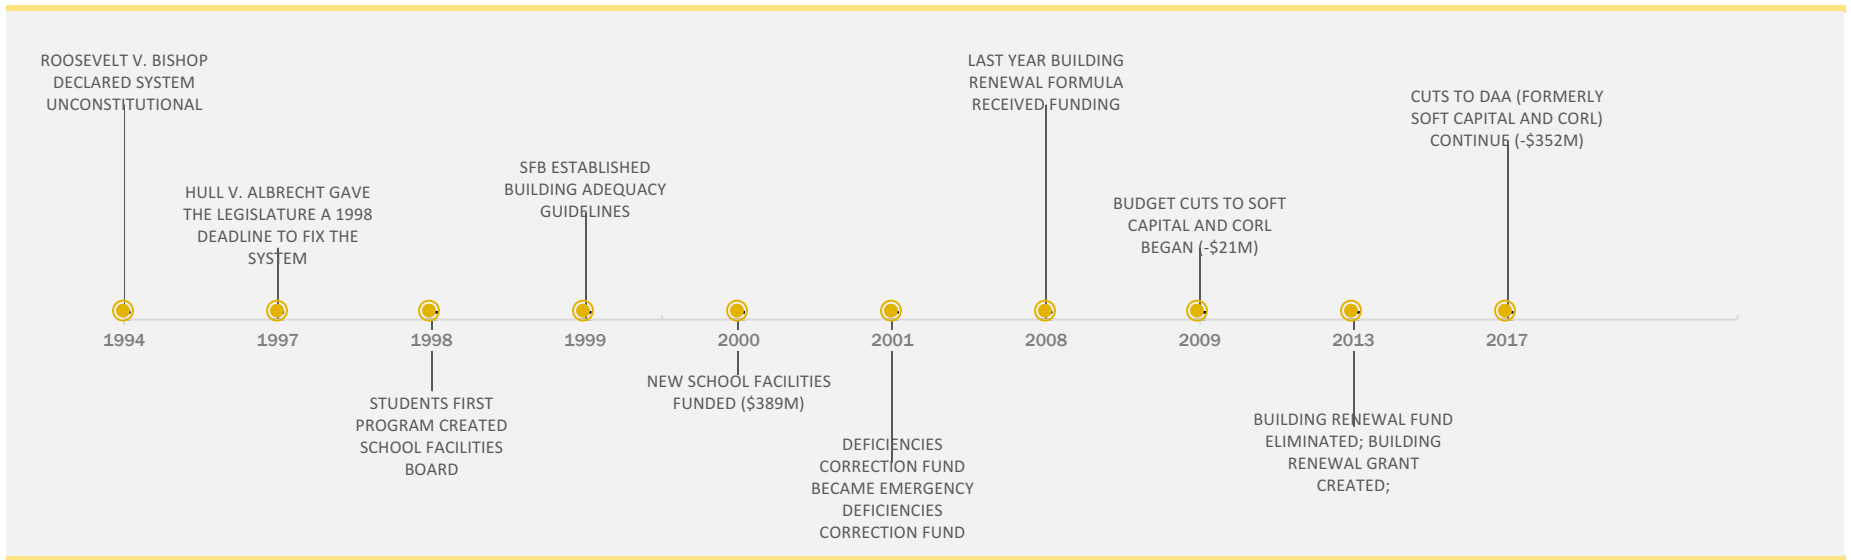 ROOSEVELT V. BISHOP
DECLARED SYSTEM
UNCONSTITUTIONAL
HULL V. ALBRECHT GAVE
THE LEGISLATURE A 1998
DEADLINE TO FIX THE
SYSTEM
SFB ESTABLISHED
BUILDING ADEQUACY
GUIDELINES
LAST YEAR BUILDING
RENEWAL FORMULA
RECEIVED FUNDING
BUDGET CUTS TO SOFT
CAPITAL AND CORL
BEGAN (-$21M)
CUTS TO DAA (FORMERLY
SOFT CAPITAL AND CORL)
CONTINUE (-$352M)
1994 1997 1998 1999 2000 2001 2008 2009 2013 2017
STUDENTS FIRST
PROGRAM CREATED
SCHOOL FACILITIES
BOARD
NEW SCHOOL FACILITIES
FUNDED ($389M)
DEFICIENCIES
CORRECTION FUND
BECAME EMERGENCY
DEFICIENCIES
CORRECTION FUND
BUILDING RENEWAL FUND
ELIMINATED; BUILDING
RENEWAL GRANT
CREATED;